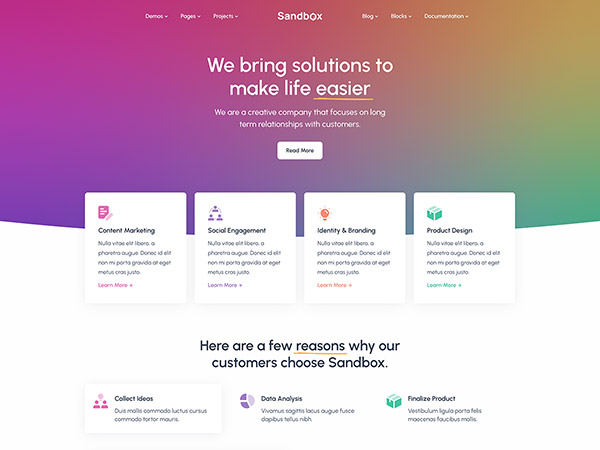 Demos Pages Projects Sandbox Blog Blocks Documentation
We bring solutions to
make life easier
We are a creative company that focuses on long
term relationships with customers.
Read More
Content Marketing
Nulla vitae elit libero, a
pharetra augue. Donec id elit
non mi porta gravida at eget
metus cras justo.
Learn More
Social Engagement
Nulla vitae elit libero, a
pharetra augue. Donec id elit
non mi porta gravida at eget
metus cras justo.
Learn More
Identity & Branding
Nulla vitae elit libero, a
pharetra augue. Donec id elit
non mi porta gravida at eget
metus cras justo.
Learn More
Product Design
Nulla vitae elit libero, a
pharetra augue. Donec id elit
non mi porta gravida at eget
metus cras justo.
Learn More
Here are a few reasons why our
customers choose Sandbox.
Collect Ideas
Duis mollis commodo luctus cursus
commodo tortor mauris.
Data Analysis
Vivamus sagittis lacus augue fusce
dapibus tellus nibh.
Finalize Product
Vestibulum ligula porta felis
maecenas faucibus mollis.